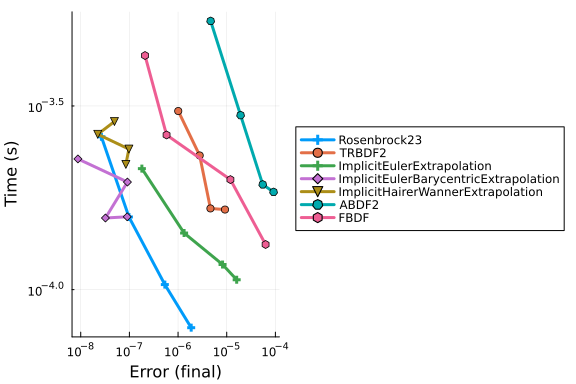 10^-3.5
10^-4.0
Time (s)
10^-8 10^-7 10^-6 10^-5 10^-4
Error (final)
Rosenbrock23
TRBDF2
ImplicitEulerExtrapolation
ImplicitEulerBarycentricExtrapolation
ImplicitHairerWannerExtrapolation
ABDF2
FBDF